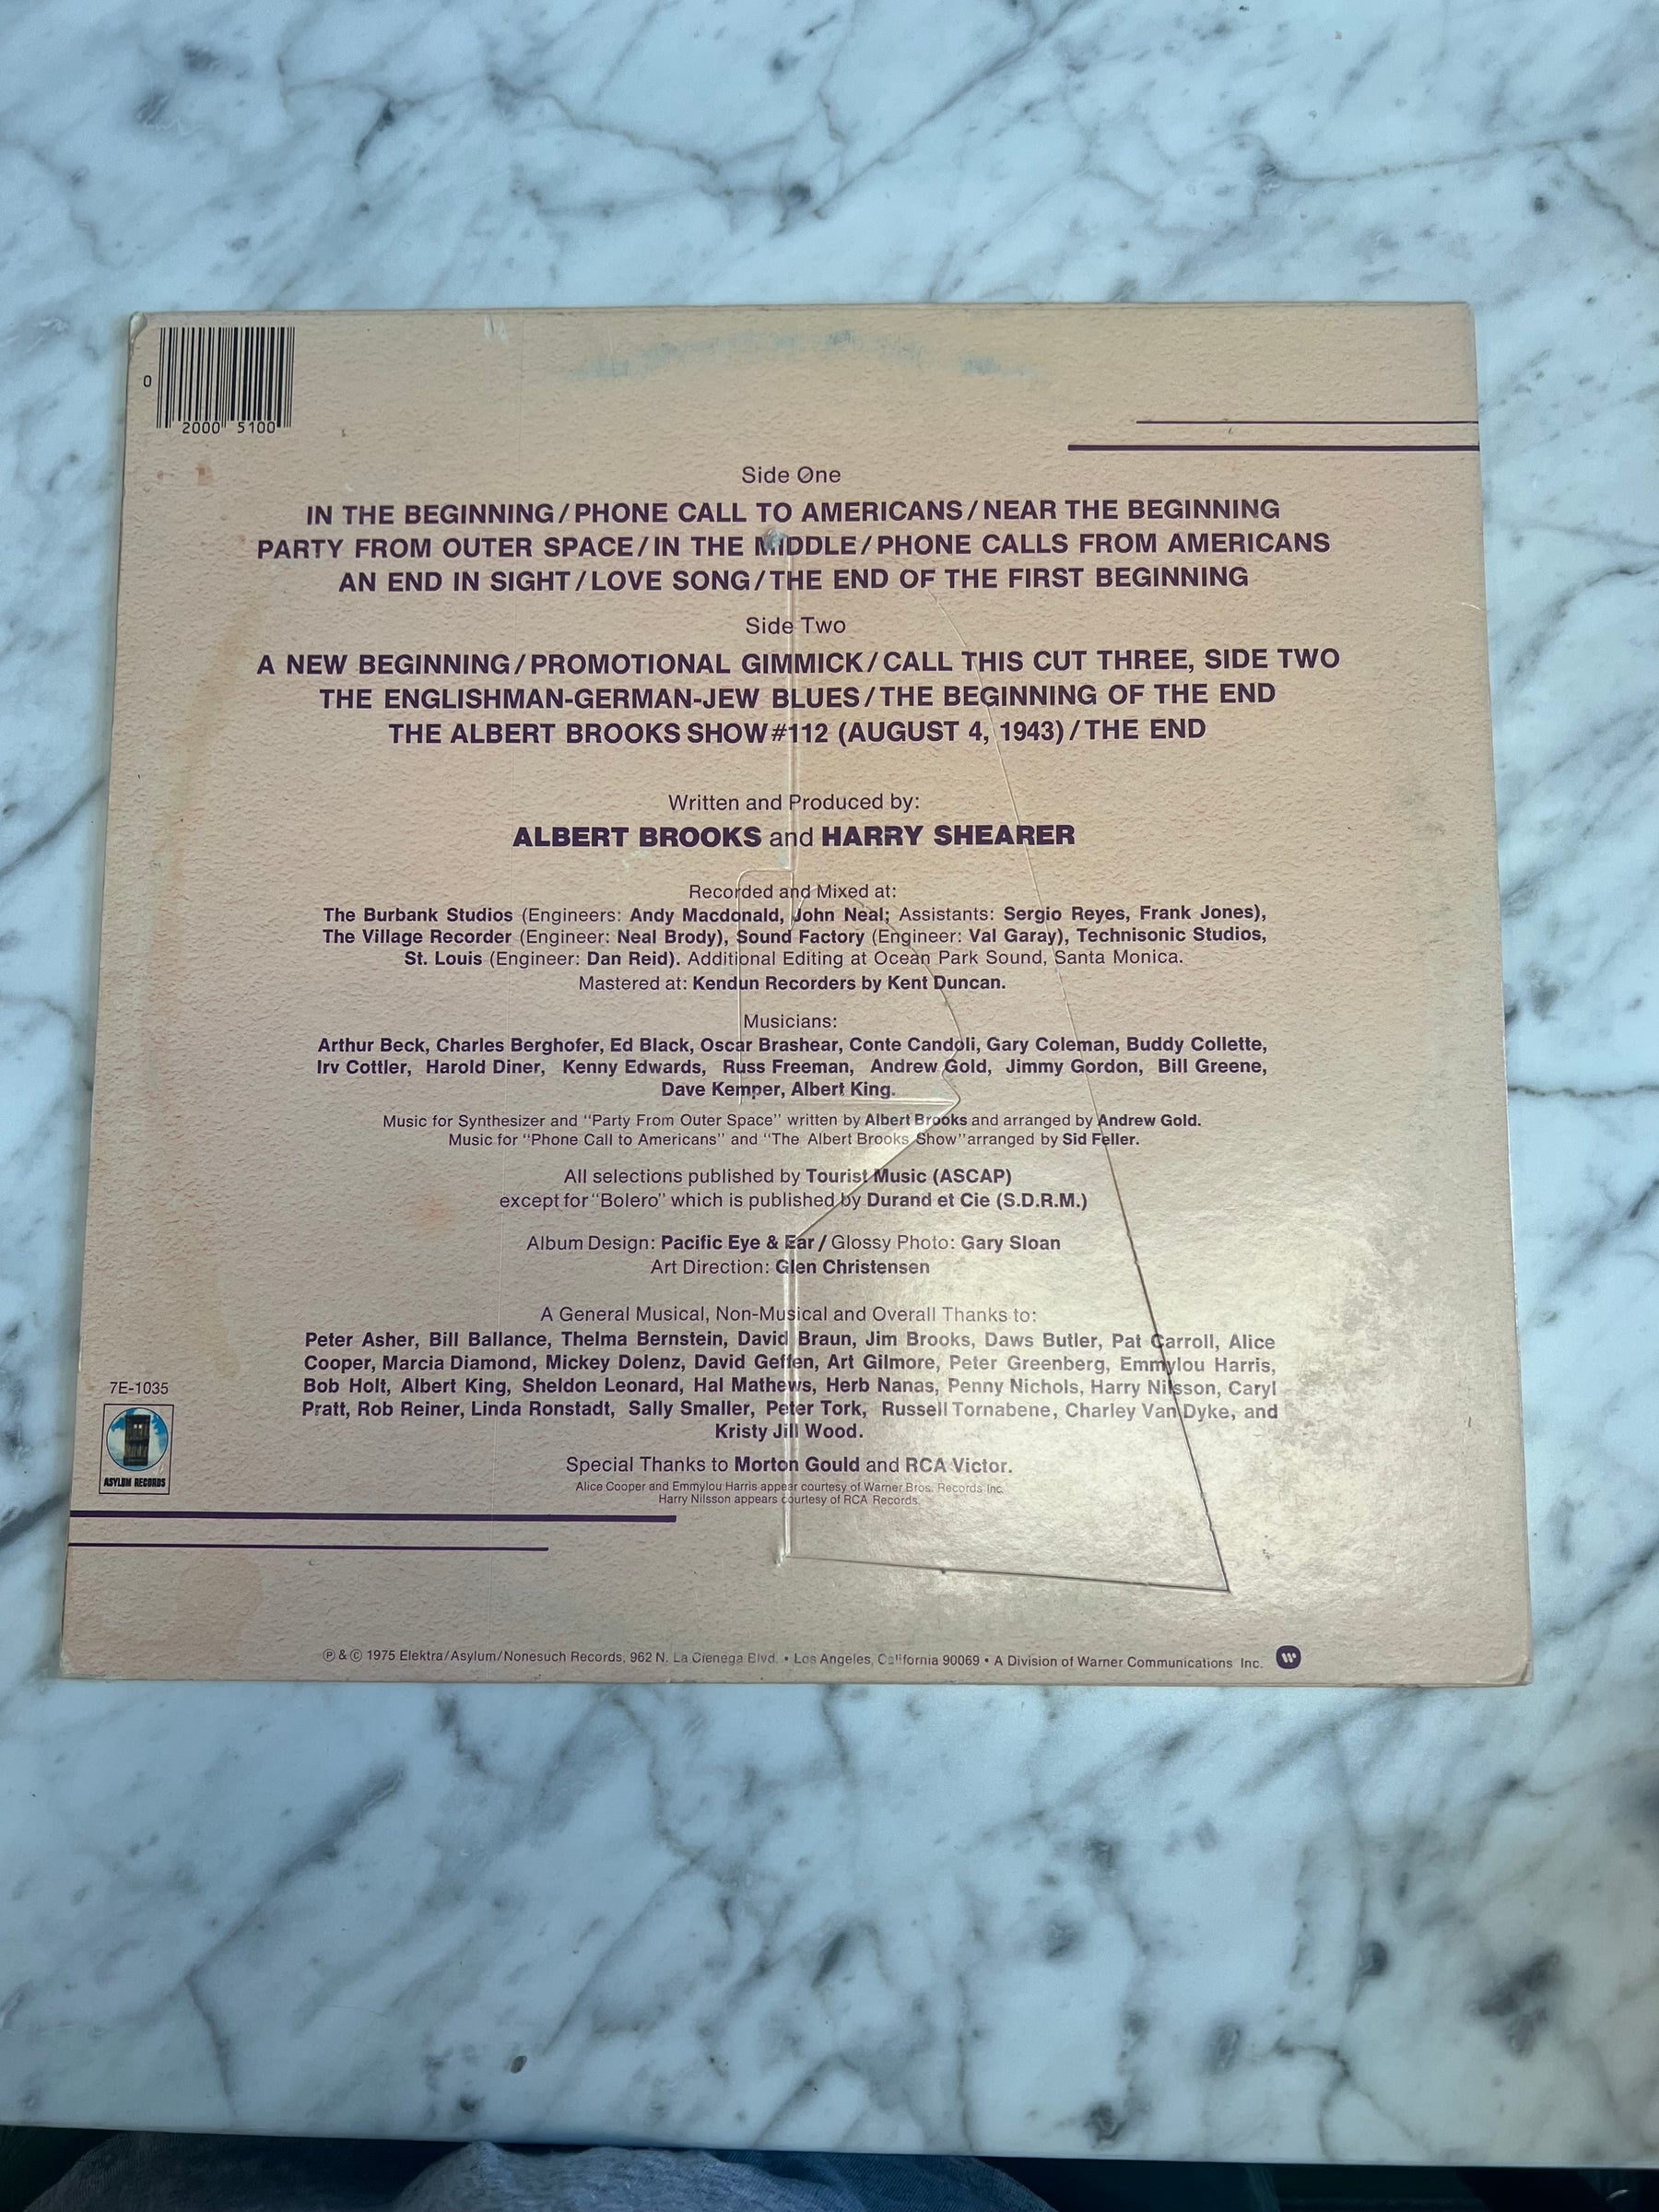 0
2000 5100
Side One
IN THE BEGINNING/PHONE CALL TO AMERICANS/NEAR THE BEGINNING
PARTY FROM OUTER SPACE/IN THE MIDDLE/PHONE CALLS FROM AMERICANS
AN END IN SIGHT/LOVE SONG/THE END OF THE FIRST BEGINNING
Side Two
A NEW BEGINNING/PROMOTIONAL GIMMICK/CALL THIS CUT THREE, SIDE TWO
THE ENGLISHMAN-GERMAN-JEW BLUES/THE BEGINNING OF THE END
THE ALBERT BROOKS SHOW #112 (AUGUST 4, 1943)/THE END
Written and Produced by:
ALBERT BROOKS and HARRY SHEARER
Recorded and Mixed at:
The Burbank Studios (Engineers: Andy Macdonald, John Neal; Assistants: Sergio Reyes, Frank Jones),
The Village Recorder (Engineer: Neal Brody), Sound Factory (Engineer: Val Garay), Technisonic Studios,
St. Louis (Engineer: Dan Reid). Additional Editing at Ocean Park Sound, Santa Monica.
Mastered at: Kendun Recorders by Kent Duncan.
Musicians:
Arthur Beck, Charles Berghofer, Ed Black, Oscar Brashear, Conte Candoli, Gary Coleman, Buddy Collette,
Irv Cottler, Harold Diner, Kenny Edwards, Russ Freeman, Andrew Gold, Jimmy Gordon, Bill Greene,
Dave Kemper, Albert King.
Music for Synthesizer and "Party From Outer Space" written by Albert Brooks and arranged by Andrew Gold.
Music for "Phone Call to Americans" and "The Albert Brooks Show" arranged by Sid Feller.
All selections published by Tourist Music (ASCAP)
except for "Bolero" which is published by Durand et Cie (S.D.R.M.)
Album Design: Pacific Eye & Ear/Glossy Photo: Gary Sloan
Art Direction: Glen Christensen
A General Musical, Non-Musical and Overall Thanks to:
Peter Asher, Bill Ballance, Thelma Bernstein, David Braun, Jim Brooks, Daws Butler, Pat Carroll, Alice
Cooper, Marcia Diamond, Mickey Dolenz, David Geffen, Art Gilmore, Peter Greenberg, Emmylou Harris,
Bob Holt, Albert King, Sheldon Leonard, Hal Mathews, Herb Nanas, Penny Nichols, Harry Nilsson, Caryl
Pratt, Rob Reiner, Linda Ronstadt, Sally Smaller, Peter Tork, Russell Tornabene, Charley Van Dyke, and
Kristy Jill Wood.
Special Thanks to Morton Gould and RCA Victor.
Alice Cooper and Emmylou Harris appear courtesy of Warner Bros. Records Inc.
Harry Nilsson appears courtesy of RCA Records.
7E-1035
ASYLUM RECORDS
Ⓟ & © 1975 Elektra/Asylum/Nonesuch Records, 962 N. La Cienega Blvd. • Los Angeles, California 90069 • A Division of Warner Communications Inc.